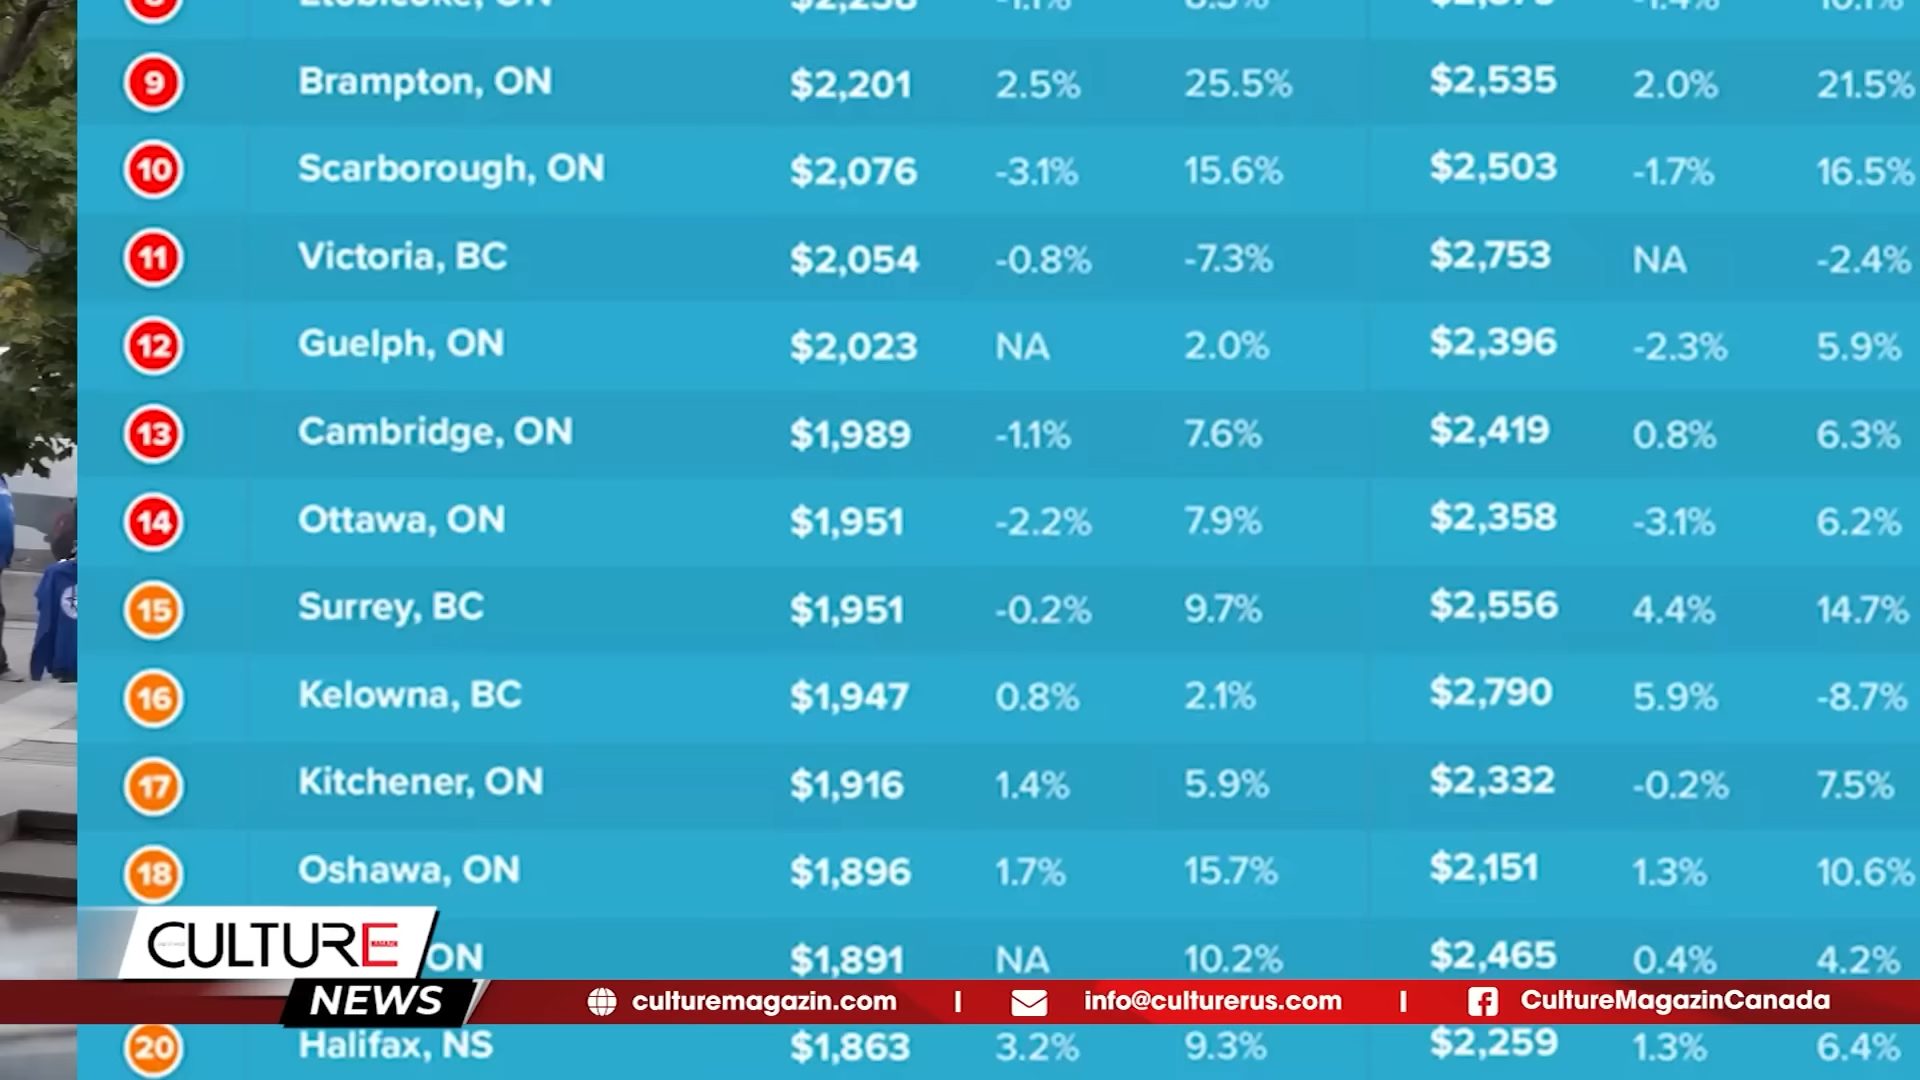 9 Brampton, ON $2,201 2.5% 25.5% $2,535 2.0% 21.5%
10 Scarborough, ON $2,076 -3.1% 15.6% $2,503 -1.7% 16.5%
11 Victoria, BC $2,054 -0.8% -7.3% $2,753 NA -2.4%
12 Guelph, ON $2,023 NA 2.0% $2,396 -2.3% 5.9%
13 Cambridge, ON $1,989 -1.1% 7.6% $2,419 0.8% 6.3%
14 Ottawa, ON $1,951 -2.2% 7.9% $2,358 -3.1% 6.2%
15 Surrey, BC $1,951 -0.2% 9.7% $2,556 4.4% 14.7%
16 Kelowna, BC $1,947 0.8% 2.1% $2,790 5.9% -8.7%
17 Kitchener, ON $1,916 1.4% 5.9% $2,332 -0.2% 7.5%
18 Oshawa, ON $1,896 1.7% 15.7% $2,151 1.3% 10.6%
ON $1,891 NA 10.2% $2,465 0.4% 4.2%
CULTURE
NEWS culturemagazin.com | info@culturerus.com | CultureMagazinCanada
20 Halifax, NS $1,863 3.2% 9.3% $2,259 1.3% 6.4%